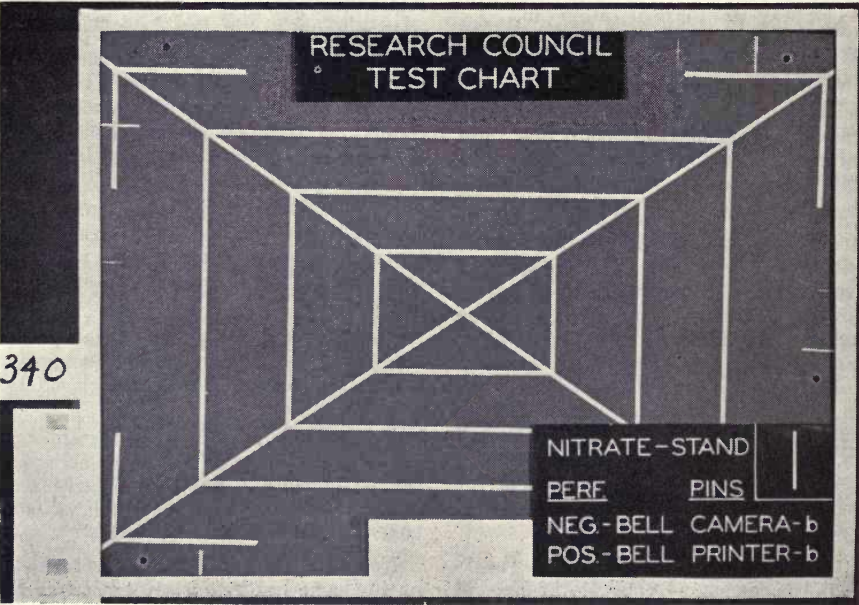 RESEARCH COUNCIL
TEST CHART
340
NITRATE-STAND
PERF. PINS
NEG.-BELL CAMERA-b
POS.-BELL PRINTER-b